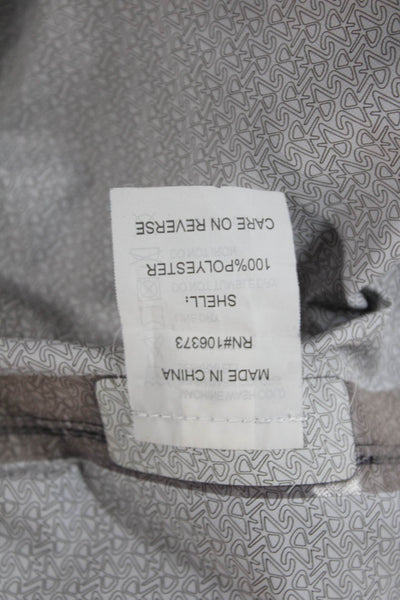 MADE IN CHINA
RN#106373
SHELL:
100%POLYESTER
CARE ON REVERSE